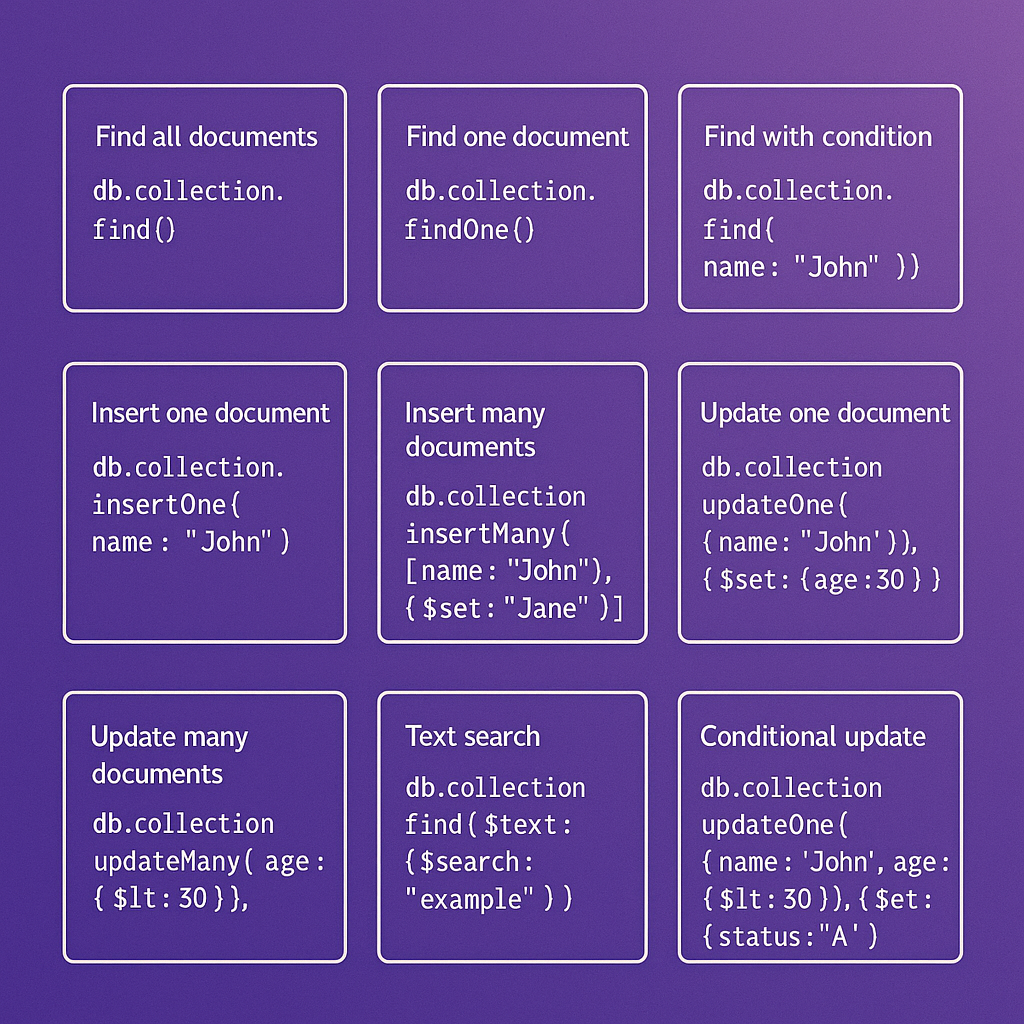 Find all documents
db.collection.
find()
Find one document
db.collection.
findOne()
Find with condition
db.collection.
find(
name: "John" ))
Insert one document
db.collection.
insertOne(
name: "John")
Insert many
documents
db.collection
insertMany(
[name: "John"),
{$set: "Jane" )]
Update one document
db.collection
updateOne(
{name: "John')),
{$set: {age:30}}
Update many
documents
db.collection
updateMany( age:
{ $lt: 30}},
Text search
db.collection
find($text:
{$search:
"example" ))
Conditional update
db.collection
updateOne(
{name: 'John', age:
{$lt: 30}),{$et:
{status:"A')